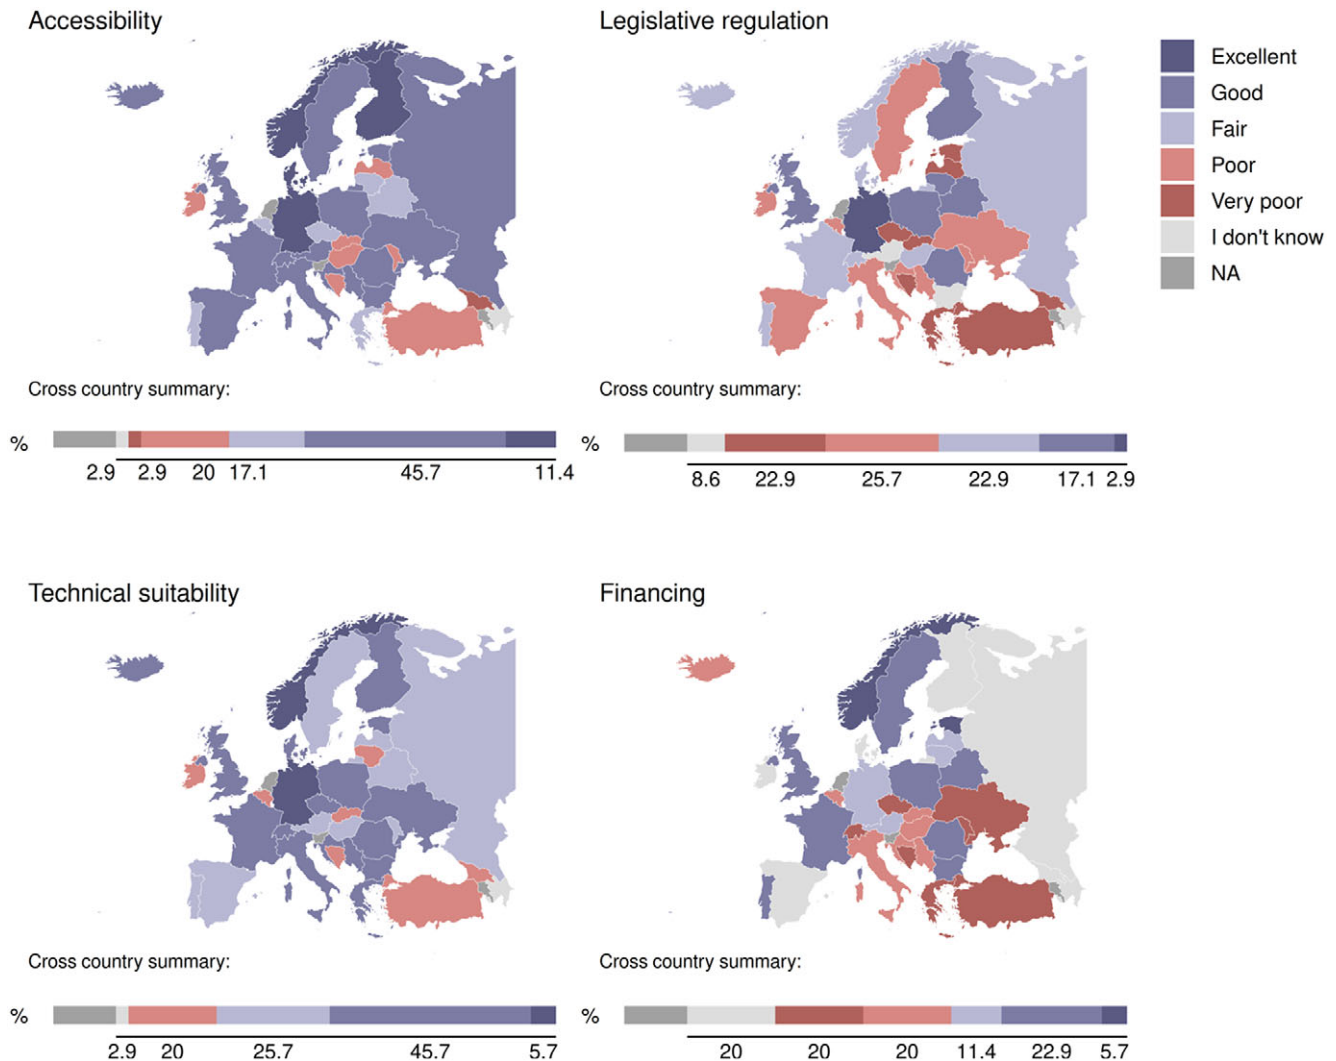 Accessibility
Legislative regulation
Excellent
Good
Fair
Poor
Very poor
I don't know
NA
Cross country summary:
Cross country summary:
%
2.9 2.9 20 17.1 45.7 11.4
%
8.6 22.9 25.7 22.9 17.1 2.9
Technical suitability
Financing
Cross country summary:
Cross country summary:
%
2.9 20 25.7 45.7 5.7
%
20 20 20 11.4 22.9 5.7